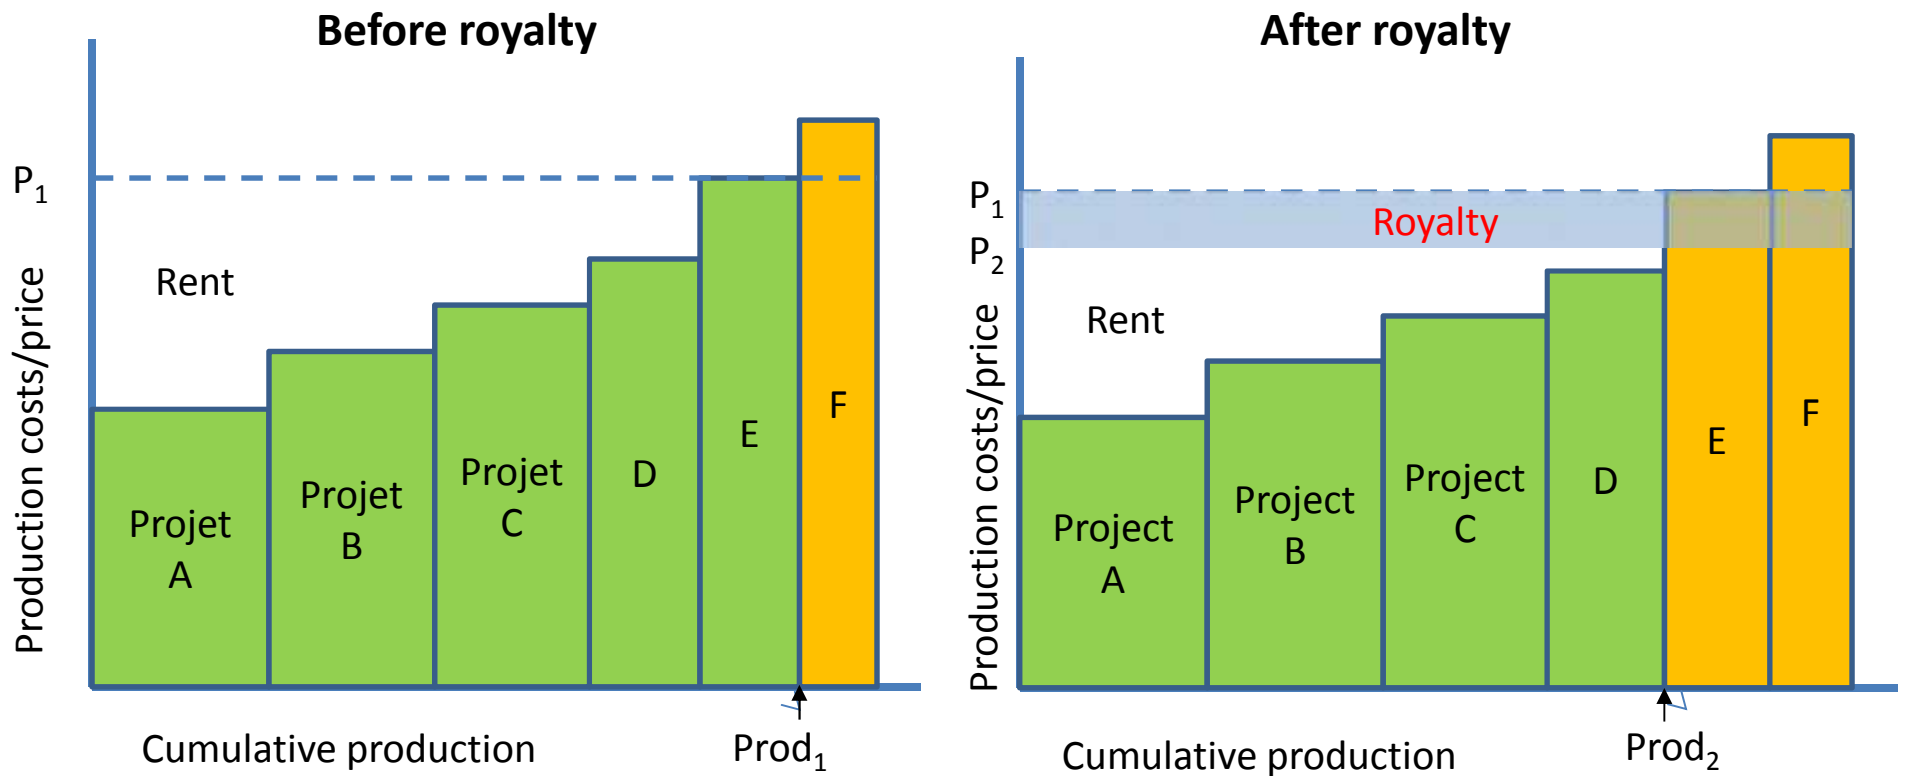 Before royalty
P₁
Rent
Production costs/price
Projet
A
Projet
B
Projet
C
D
E
F
Cumulative production
Prod₁
After royalty
P₁
Royalty
P₂
Rent
Production costs/price
Project
A
Project
B
Project
C
D
E
F
Cumulative production
Prod₂